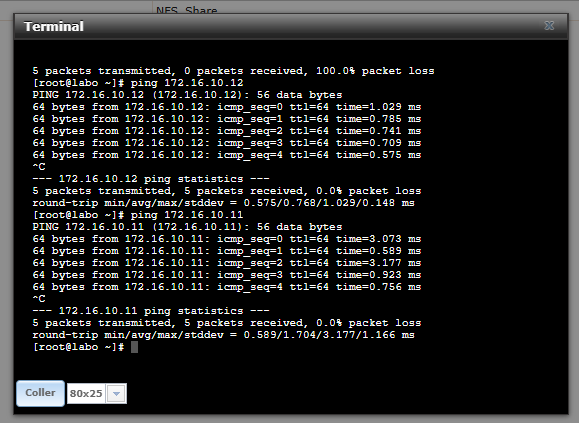 NFS_Share
Terminal
5 packets transmitted, 0 packets received, 100.0% packet loss
[root@labo ~]# ping 172.16.10.12
PING 172.16.10.12 (172.16.10.12): 56 data bytes
64 bytes from 172.16.10.12: icmp_seq=0 ttl=64 time=1.029 ms
64 bytes from 172.16.10.12: icmp_seq=1 ttl=64 time=0.785 ms
64 bytes from 172.16.10.12: icmp_seq=2 ttl=64 time=0.741 ms
64 bytes from 172.16.10.12: icmp_seq=3 ttl=64 time=0.709 ms
64 bytes from 172.16.10.12: icmp_seq=4 ttl=64 time=0.575 ms
^C
--- 172.16.10.12 ping statistics ---
5 packets transmitted, 5 packets received, 0.0% packet loss
round-trip min/avg/max/stddev = 0.575/0.768/1.029/0.148 ms
[root@labo ~]# ping 172.16.10.11
PING 172.16.10.11 (172.16.10.11): 56 data bytes
64 bytes from 172.16.10.11: icmp_seq=0 ttl=64 time=3.073 ms
64 bytes from 172.16.10.11: icmp_seq=1 ttl=64 time=0.589 ms
64 bytes from 172.16.10.11: icmp_seq=2 ttl=64 time=3.177 ms
64 bytes from 172.16.10.11: icmp_seq=3 ttl=64 time=0.923 ms
64 bytes from 172.16.10.11: icmp_seq=4 ttl=64 time=0.756 ms
^C
--- 172.16.10.11 ping statistics ---
5 packets transmitted, 5 packets received, 0.0% packet loss
round-trip min/avg/max/stddev = 0.589/1.704/3.177/1.166 ms
[root@labo ~]#
Coller 80x25